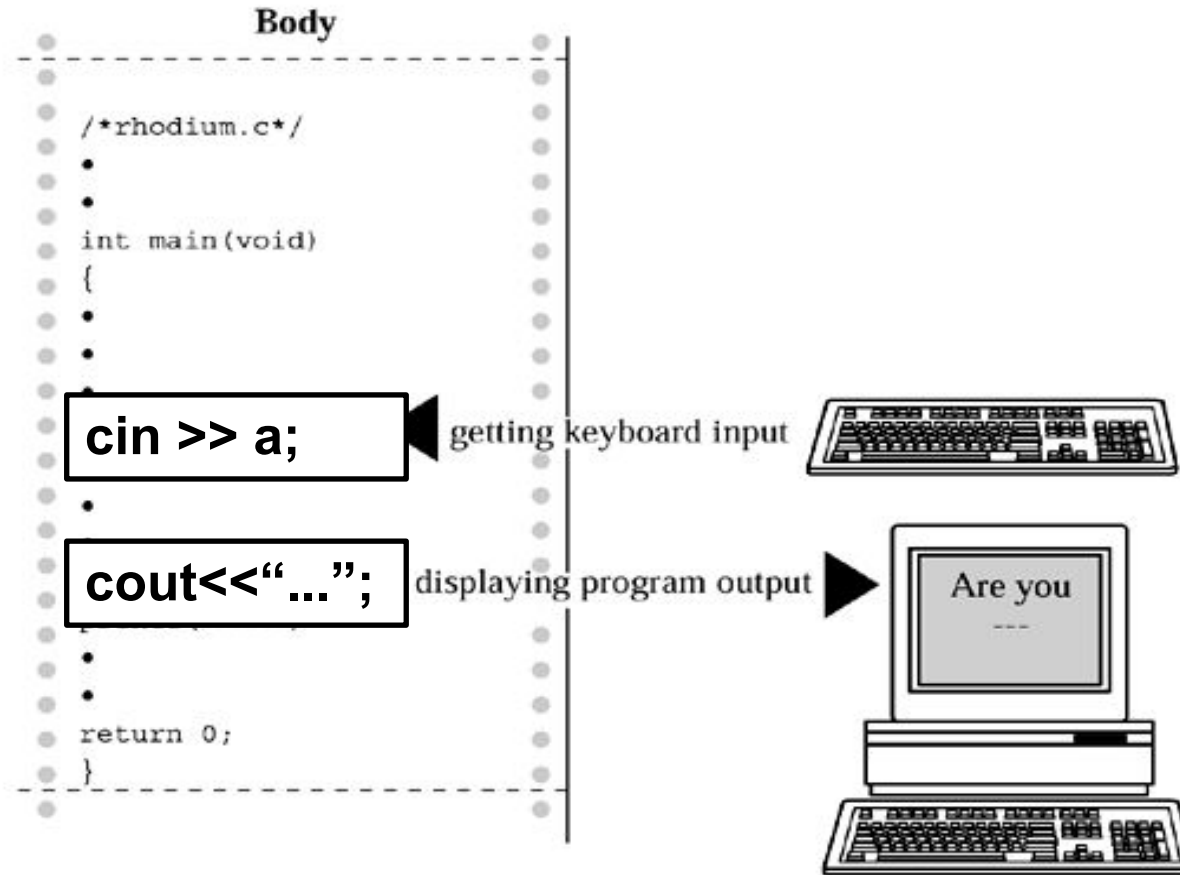 Body
/*rhodium.c*/
•
•
int main(void)
{
•
•
cin >> a;
getting keyboard input
•
cout<<“...”;
displaying program output
Are you
---
•
•
return 0;
}